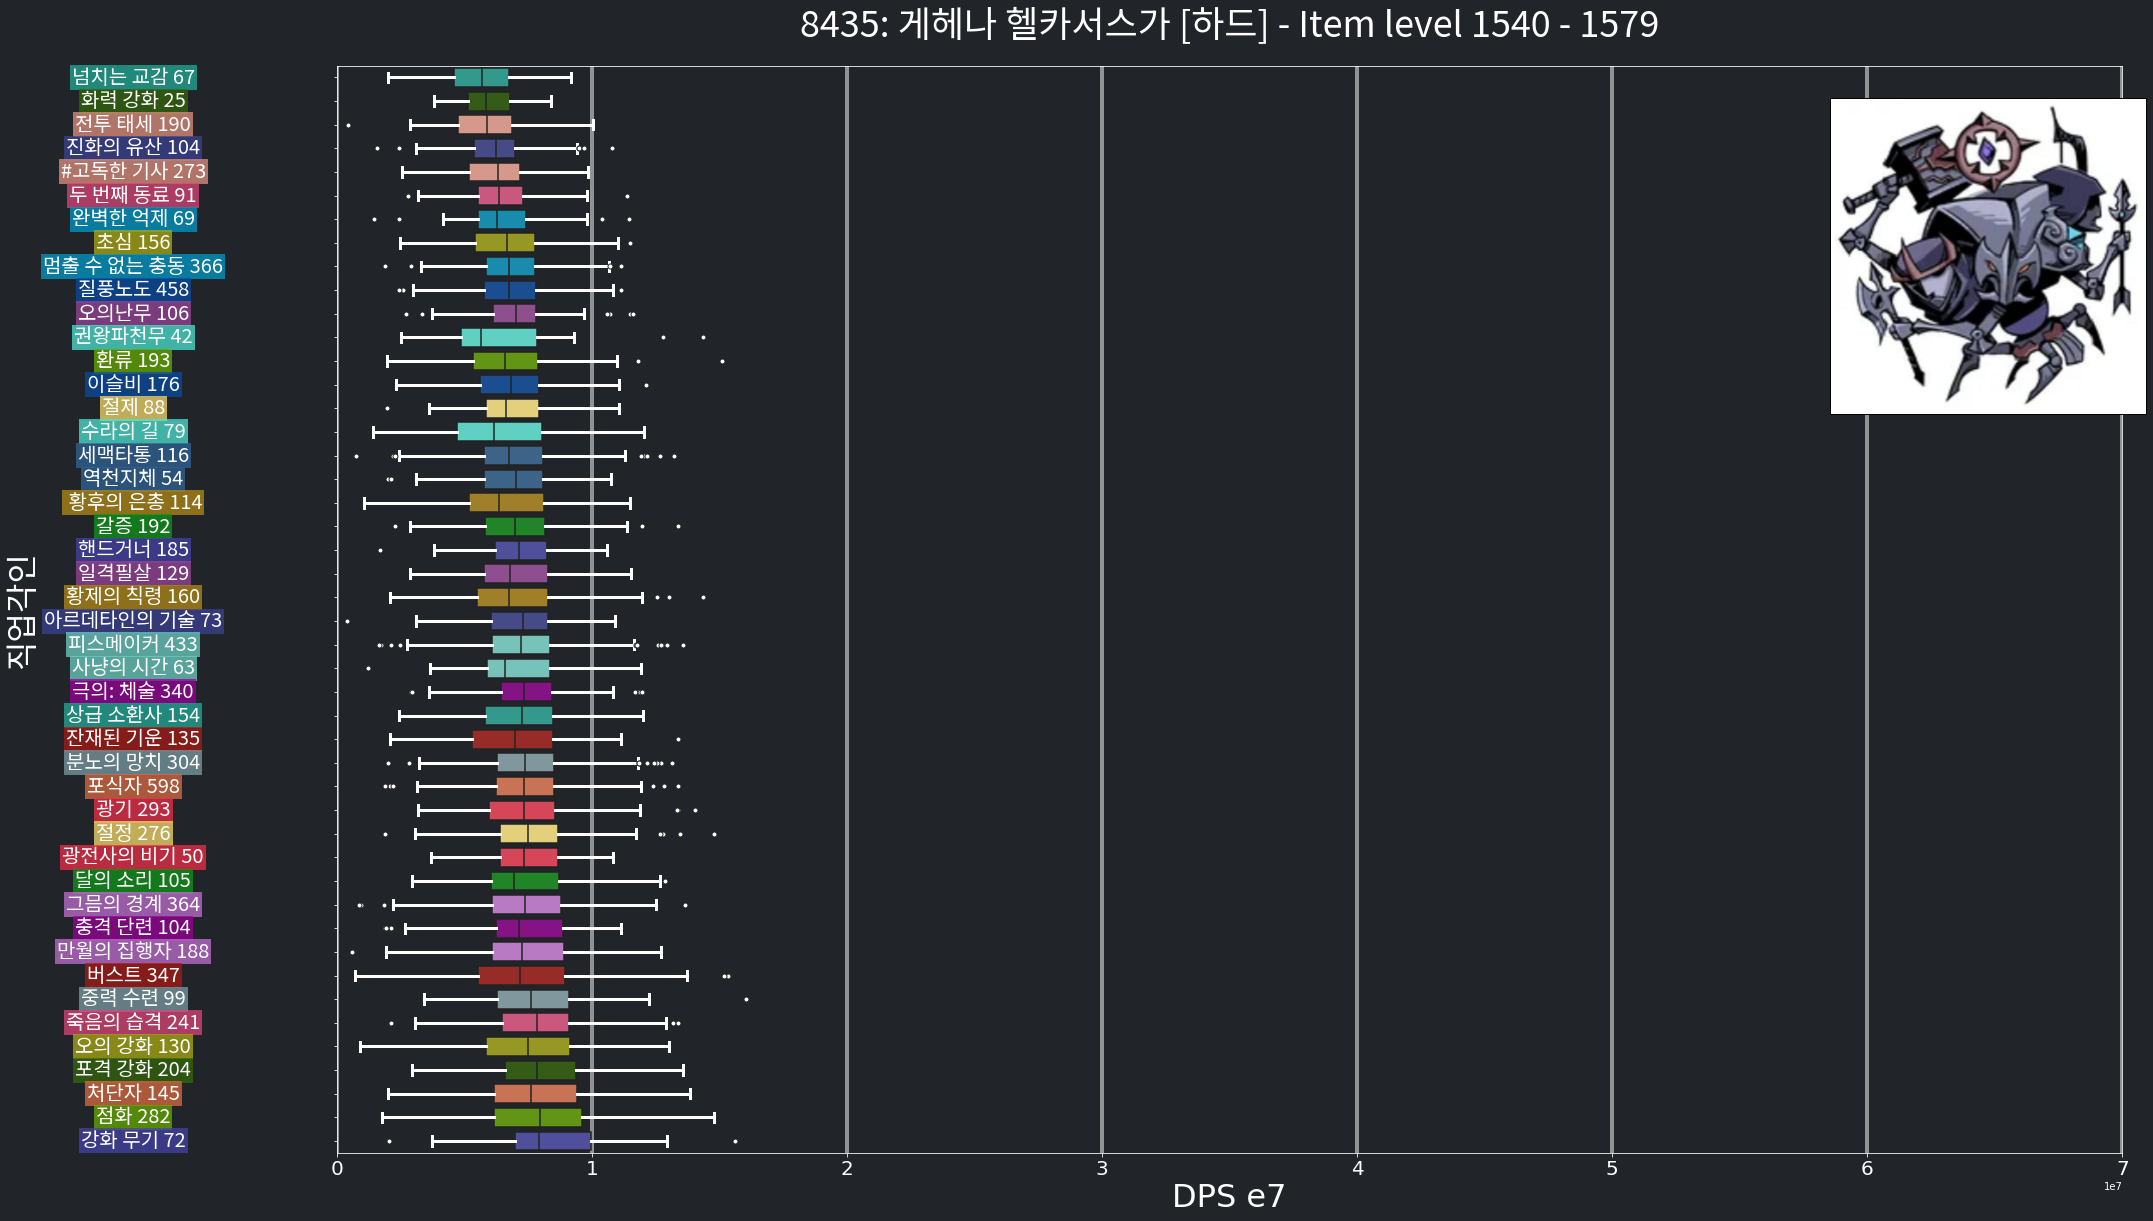 8435: 게헤나 헬카서스가 [하드] - Item level 1540 - 1579
넘치는 교감 67
화력 강화 25
전투 태세 190
진화의 유산 104
#고독한 기사 273
두 번째 동료 91
완벽한 억제 69
초심 156
멈출 수 없는 충동 366
질풍노도 458
오의난무 106
권왕파천무 42
환류 193
이슬비 176
절제 88
수라의 길 79
세맥타통 116
역천지체 54
황후의 은총 114
갈증 192
핸드거너 185
일격필살 129
황제의 칙령 160
아르데타인의 기술 73
피스메이커 433
사냥의 시간 63
극의: 체술 340
상급 소환사 154
잔재된 기운 135
분노의 망치 304
포식자 598
광기 293
절정 276
광전사의 비기 50
달의 소리 105
그믐의 경계 364
충격 단련 104
만월의 집행자 188
버스트 347
중력 수련 99
죽음의 습격 241
오의 강화 130
포격 강화 204
처단자 145
점화 282
강화 무기 72
직업각인
0 1 2 3 4 5 6 7
1e7
DPS e7